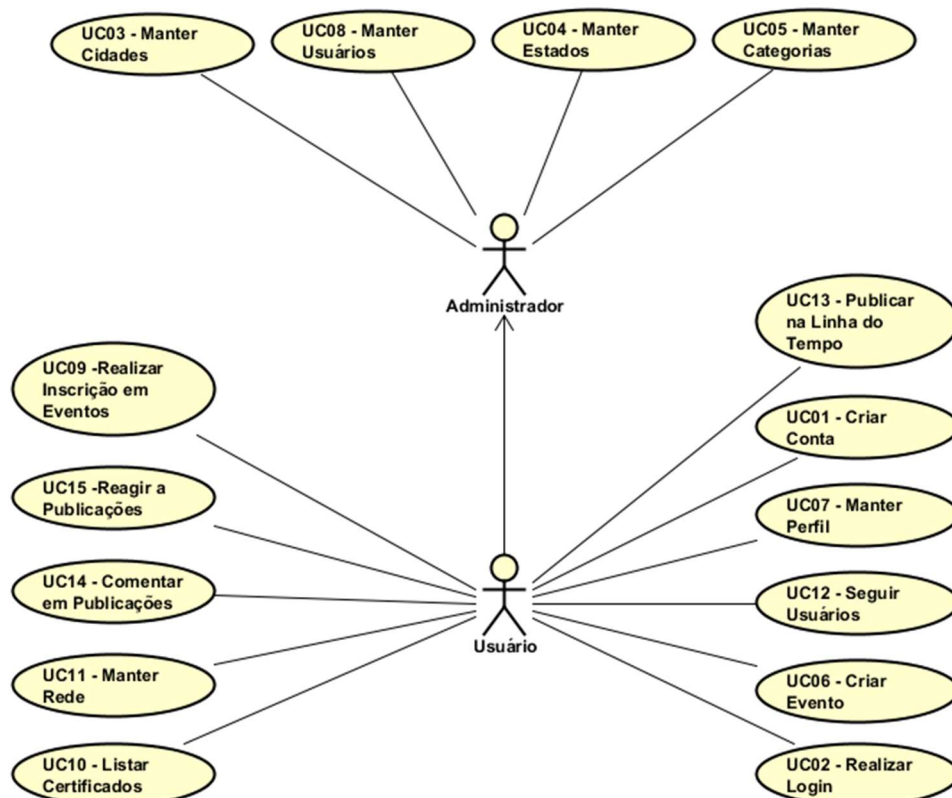 UC03 - Manter
Cidades
UC08 - Manter
Usuários
UC04 - Manter
Estados
UC05 - Manter
Categorias
Administrador
UC13 - Publicar
na Linha do
Tempo
UC09 -Realizar
Inscrição em
Eventos
UC01 - Criar
Conta
UC15 -Reagir a
Publicações
UC07 - Manter
Perfil
UC14 - Comentar
em Publicações
UC12 - Seguir
Usuários
Usuário
UC11 - Manter
Rede
UC06 - Criar
Evento
UC10 - Listar
Certificados
UC02 - Realizar
Login